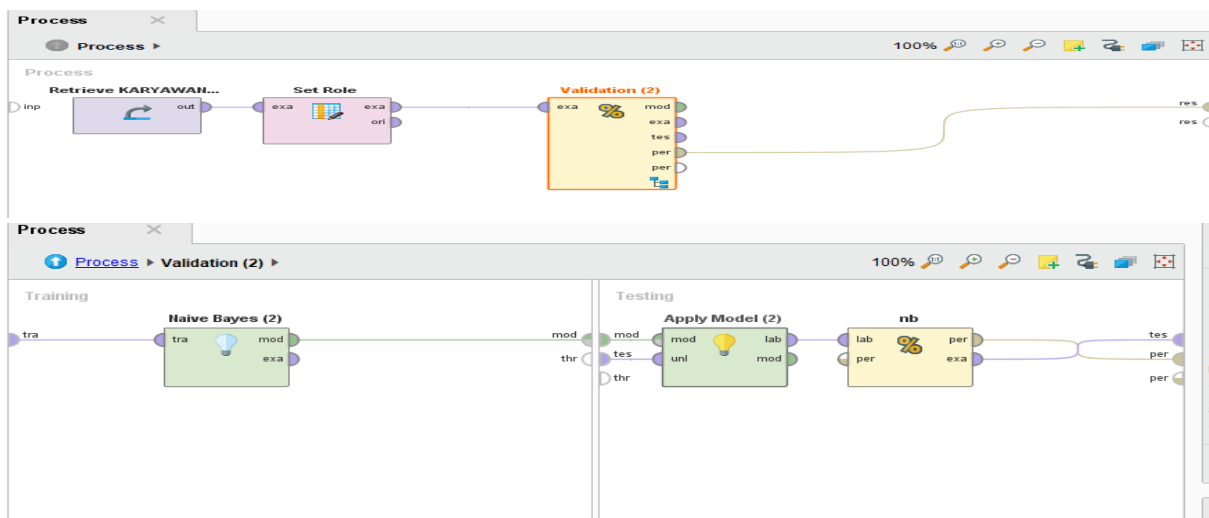 Process
Process
100%
Process
Retrieve KARYAWAN...
Set Role
Validation (2)
inp
out
exa
exa
ori
exa
mod
exa
tes
per
per
res
res
Process
Process Validation (2)
100%
Training
Testing
Naive Bayes (2)
Apply Model (2)
nb
tra
tra
mod
exa
mod
thr
mod
tes
thr
mod
unl
lab
mod
lab
per
per
exa
tes
per
per